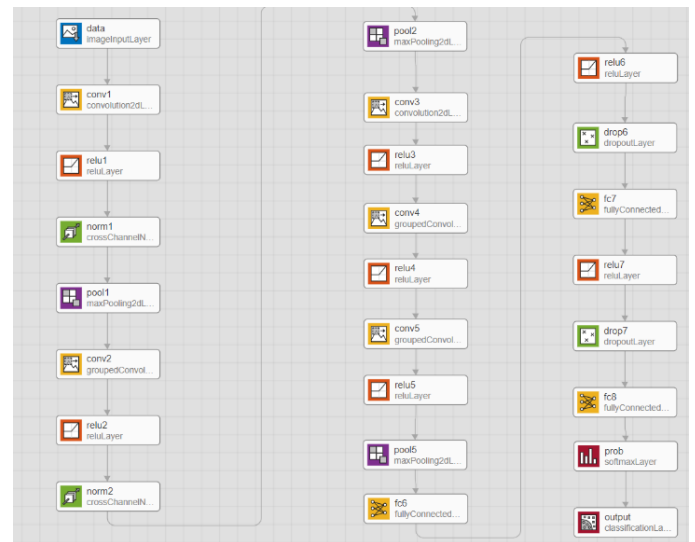 data
imageInputLayer
conv1
convolution2dL...
relu1
reluLayer
norm1
crossChannelN...
pool1
maxPooling2dL...
conv2
groupedConvol...
relu2
reluLayer
norm2
crossChannelN...
pool2
maxPooling2dL...
conv3
convolution2dL...
relu3
reluLayer
conv4
groupedConvol...
relu4
reluLayer
conv5
groupedConvol...
relu5
reluLayer
pool5
maxPooling2dL...
fc6
fullyConnected...
relu6
reluLayer
drop6
dropoutLayer
fc7
fullyConnected...
relu7
reluLayer
drop7
dropoutLayer
fc8
fullyConnected...
prob
softmaxLayer
output
classificationLa...